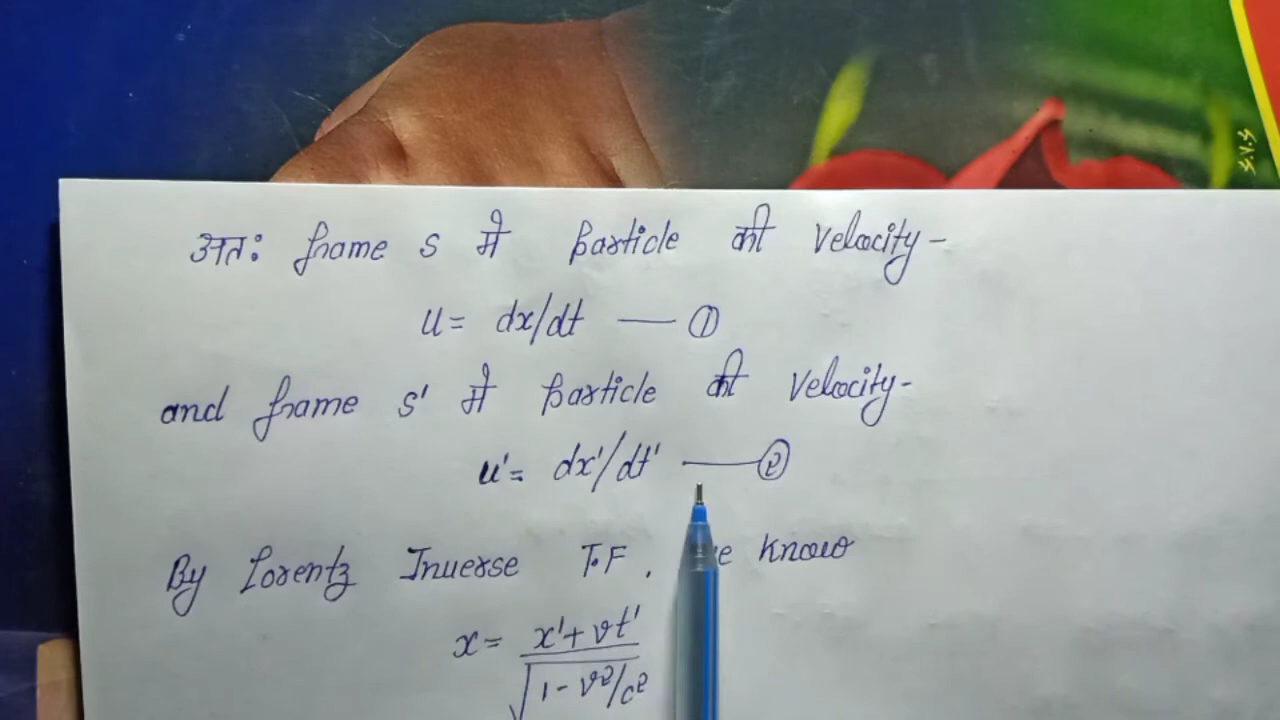 अतः frame S में particle की velocity-
u = dx/dt — ①
and frame S' में particle की velocity-
u' = dx'/dt' — ②
By Lorentz Inverse T.F. we know
x = x' + vt' / √1 - v²/c²
S.V.S